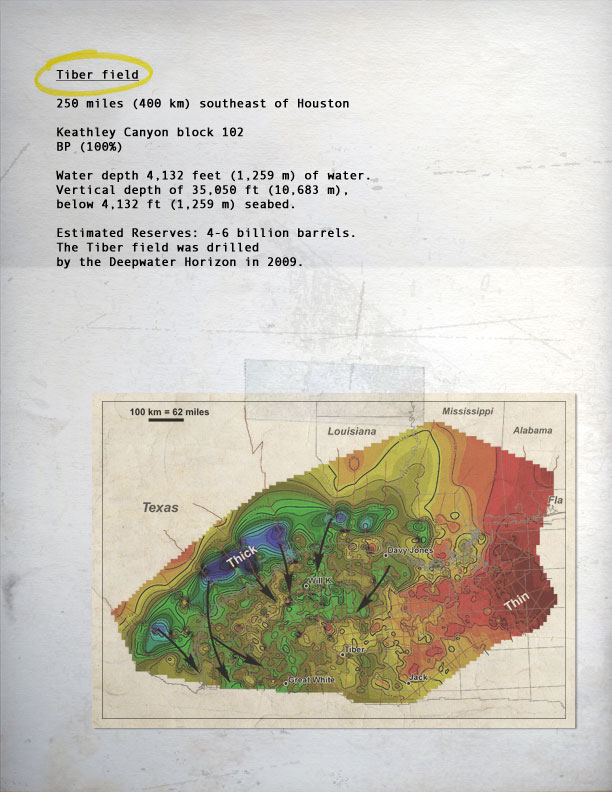 Tiber field
250 miles (400 km) southeast of Houston
Keathley Canyon block 102
BP (100%)
Water depth 4,132 feet (1,259 m) of water.
Vertical depth of 35,050 ft (10,683 m),
below 4,132 ft (1,259 m) seabed.
Estimated Reserves: 4-6 billion barrels.
The Tiber field was drilled
by the Deepwater Horizon in 2009.
100 km = 62 miles
Mississippi
Louisiana
Alabama
Texas
Fla
Thick
Davy Jones
Will K
Thin
Tiber
Great White
Jack